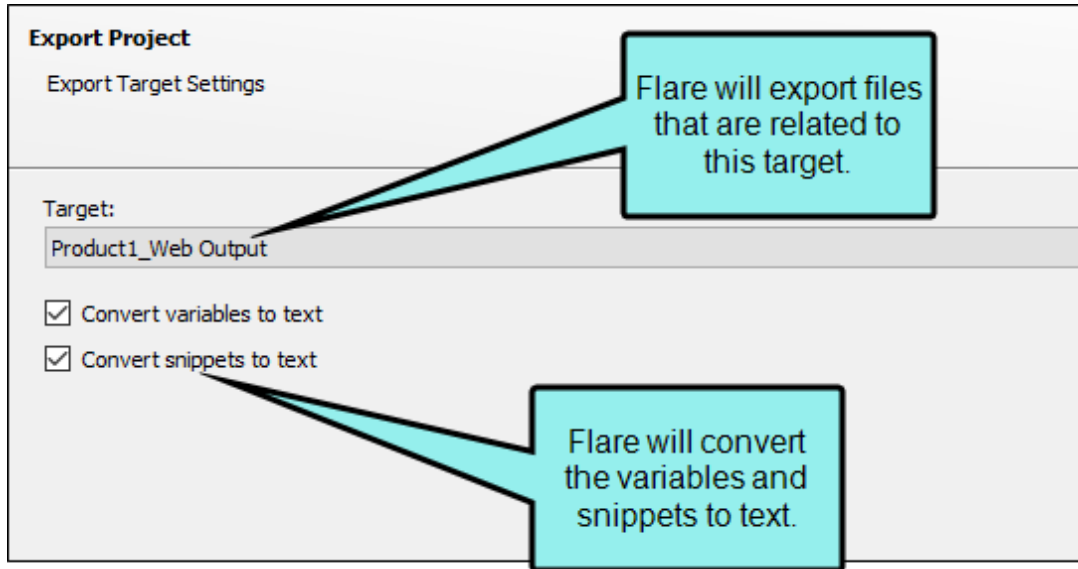 Export Project
Export Target Settings
Flare will export files
that are related to
this target.
Target:
Product1_Web Output
Convert variables to text
Convert snippets to text
Flare will convert
the variables and
snippets to text.